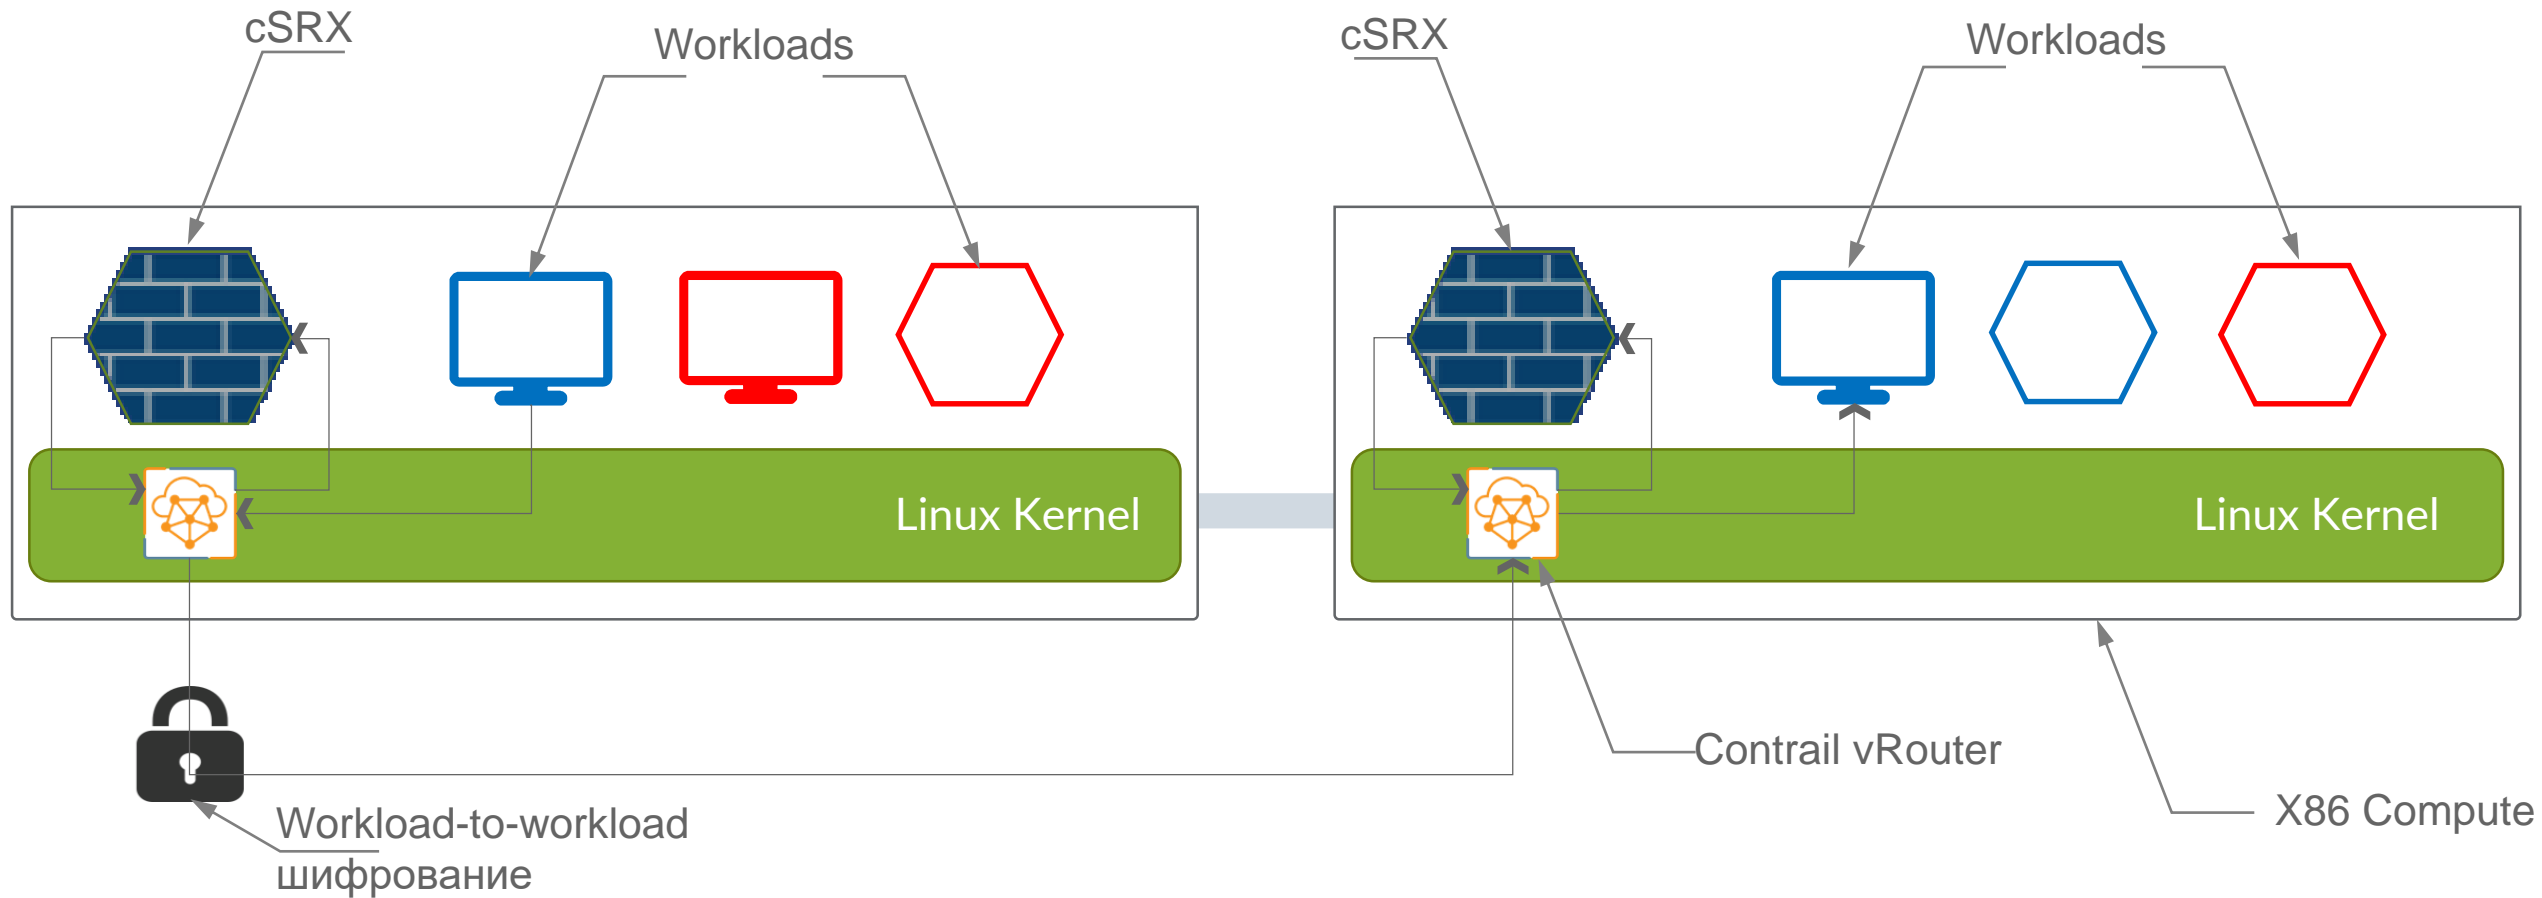 cSRX
Workloads
cSRX
Workloads
Linux Kernel
Linux Kernel
Contrail vRouter
X86 Compute
Workload-to-workload
шифрование